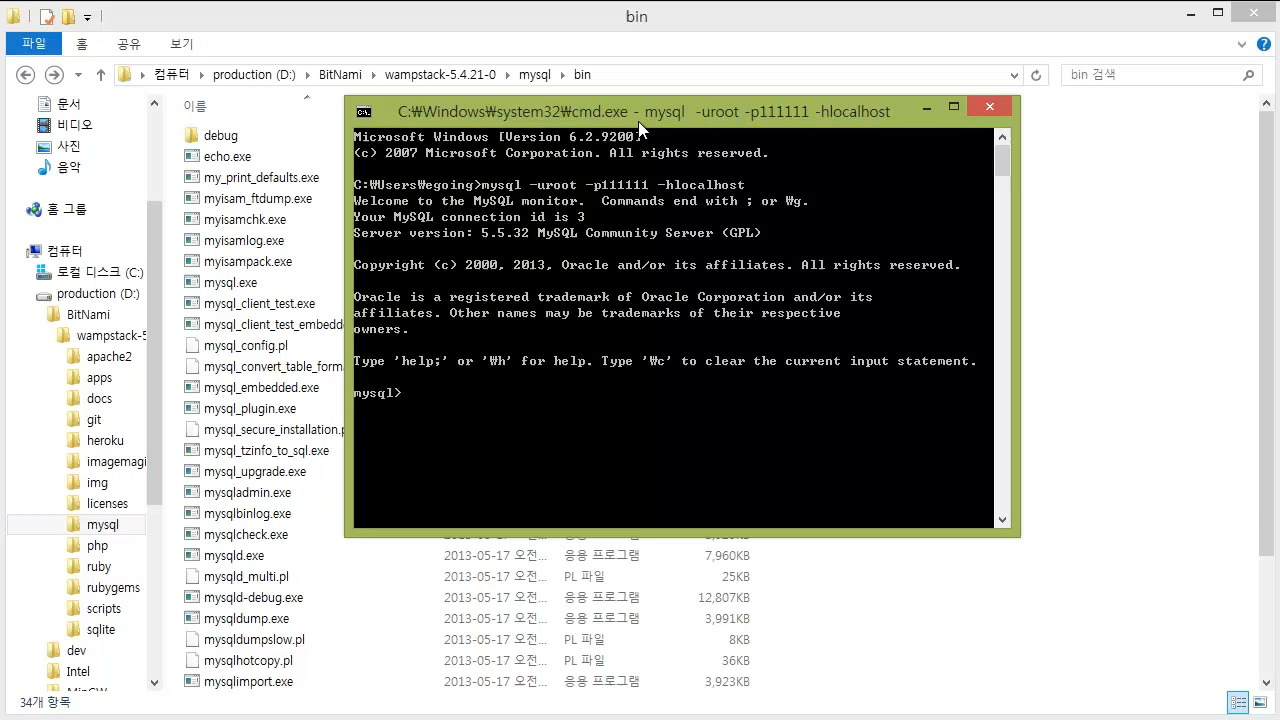 bin
파일 홈 공유 보기
컴퓨터 production (D:) BitNami wampstack-5.4.21-0 mysql bin
bin 검색
문서
비디오
사진
음악
홈 그룹
컴퓨터
로컬 디스크 (C:)
production (D:)
BitNami
wampstack-5
apache2
apps
docs
git
heroku
imagemagi
img
licenses
mysql
php
ruby
rubygems
scripts
sqlite
dev
Intel
MinGW
이름
debug
echo.exe
my_print_defaults.exe
myisam_ftdump.exe
myisamchk.exe
myisamlog.exe
myisampack.exe
mysql.exe
mysql_client_test.exe
mysql_client_test_embedd
mysql_config.pl
mysql_convert_table_form
mysql_embedded.exe
mysql_plugin.exe
mysql_secure_installation.p
mysql_tzinfo_to_sql.exe
mysql_upgrade.exe
mysqladmin.exe
mysqlbinlog.exe
mysqlcheck.exe
mysqld.exe 2013-05-17 오전... 응용 프로그램 7,960KB
mysqld_multi.pl 2013-05-17 오전... PL 파일 25KB
mysqld-debug.exe 2013-05-17 오전... 응용 프로그램 12,807KB
mysqldump.exe 2013-05-17 오전... 응용 프로그램 3,991KB
mysqldumpslow.pl 2013-05-17 오전... PL 파일 8KB
mysqlhotcopy.pl 2013-05-17 오전... PL 파일 36KB
mysqlimport.exe 2013-05-17 오전... 응용 프로그램 3,923KB
C:₩Windows₩system32₩cmd.exe - mysql -uroot -p111111 -hlocalhost
Microsoft Windows [Version 6.2.9200]
(c) 2007 Microsoft Corporation. All rights reserved.
C:₩Users₩egoing>mysql -uroot -p111111 -hlocalhost
Welcome to the MySQL monitor.  Commands end with ; or ₩g.
Your MySQL connection id is 3
Server version: 5.5.32 MySQL Community Server (GPL)
Copyright (c) 2000, 2013, Oracle and/or its affiliates. All rights reserved.
Oracle is a registered trademark of Oracle Corporation and/or its
affiliates. Other names may be trademarks of their respective
owners.
Type 'help;' or '₩h' for help. Type '₩c' to clear the current input statement.
mysql>
34개 항목